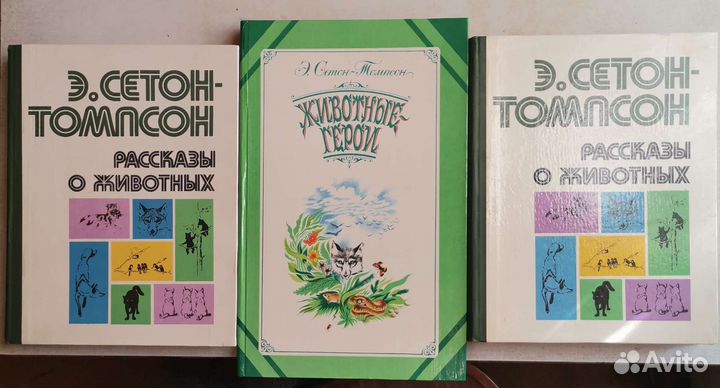 Э. СЕТОН-
ТОМПСОН
РАССКАЗЫ
О ЖИВОТНЫХ
Э. Сетон-Томпсон
ЖИВОТНЫЕ-
ГЕРОИ
Э. СЕТОН-
ТОМПСОН
РАССКАЗЫ
О ЖИВОТНЫХ
Avito